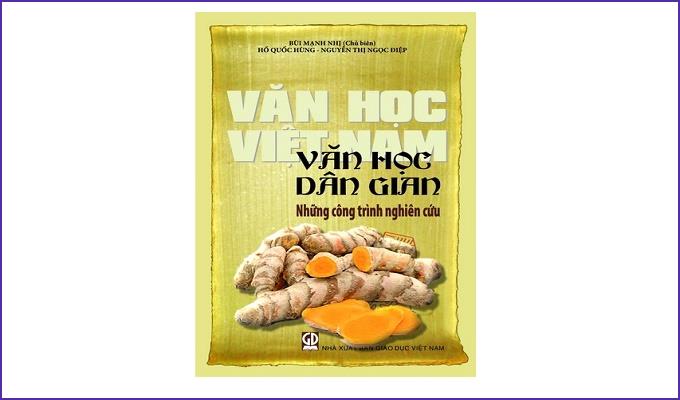 BÙI MẠNH NHỊ (Chủ biên)
HỒ QUỐC HÙNG - NGUYỄN THỊ NGỌC ĐIỆP
VĂN HỌC
VIỆT NAM
VĂN HỌC
DÂN GIAN
Những công trình nghiên cứu
GD
NHÀ XUẤT BẢN GIÁO DỤC VIỆT NAM